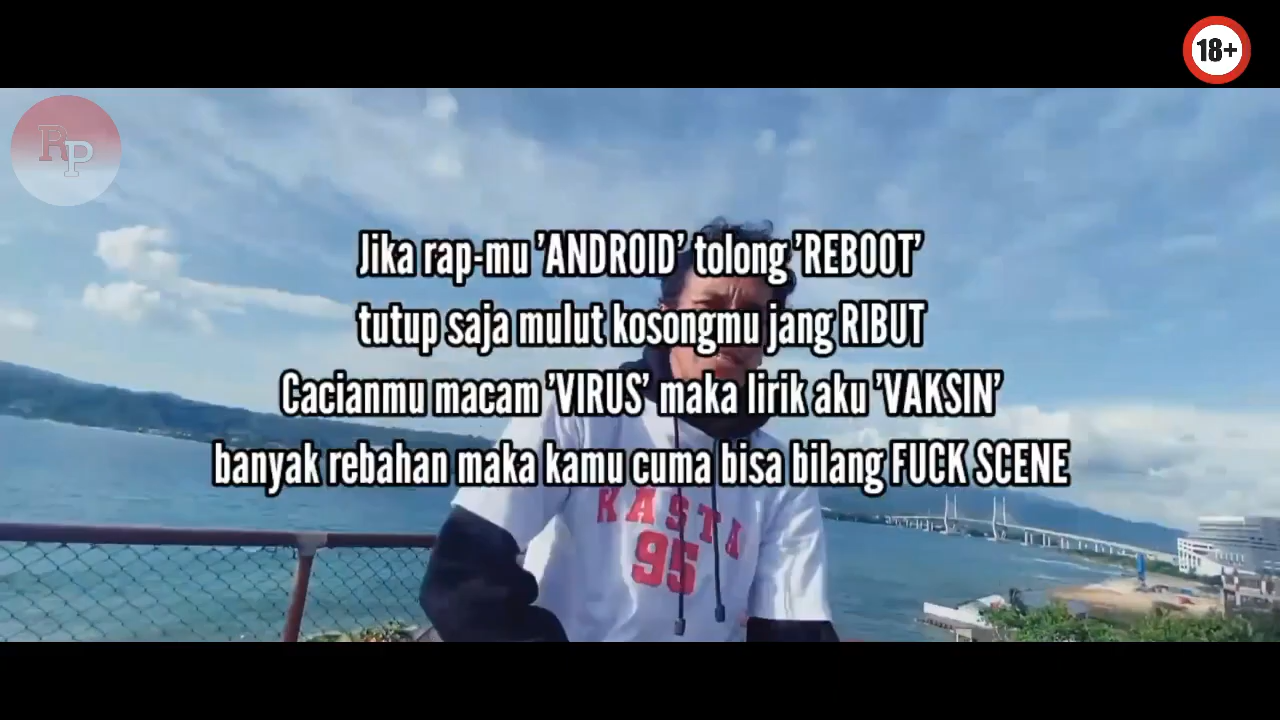 18+
RP
Jika rap-mu 'ANDROID' tolong 'REBOOT'
tutup saja mulut kosongmu jang RIBUT
Cacianmu macam 'VIRUS' maka lirik aku 'VAKSIN'
banyak rebahan maka kamu cuma bisa bilang FUCK SCENE
RASTA
95